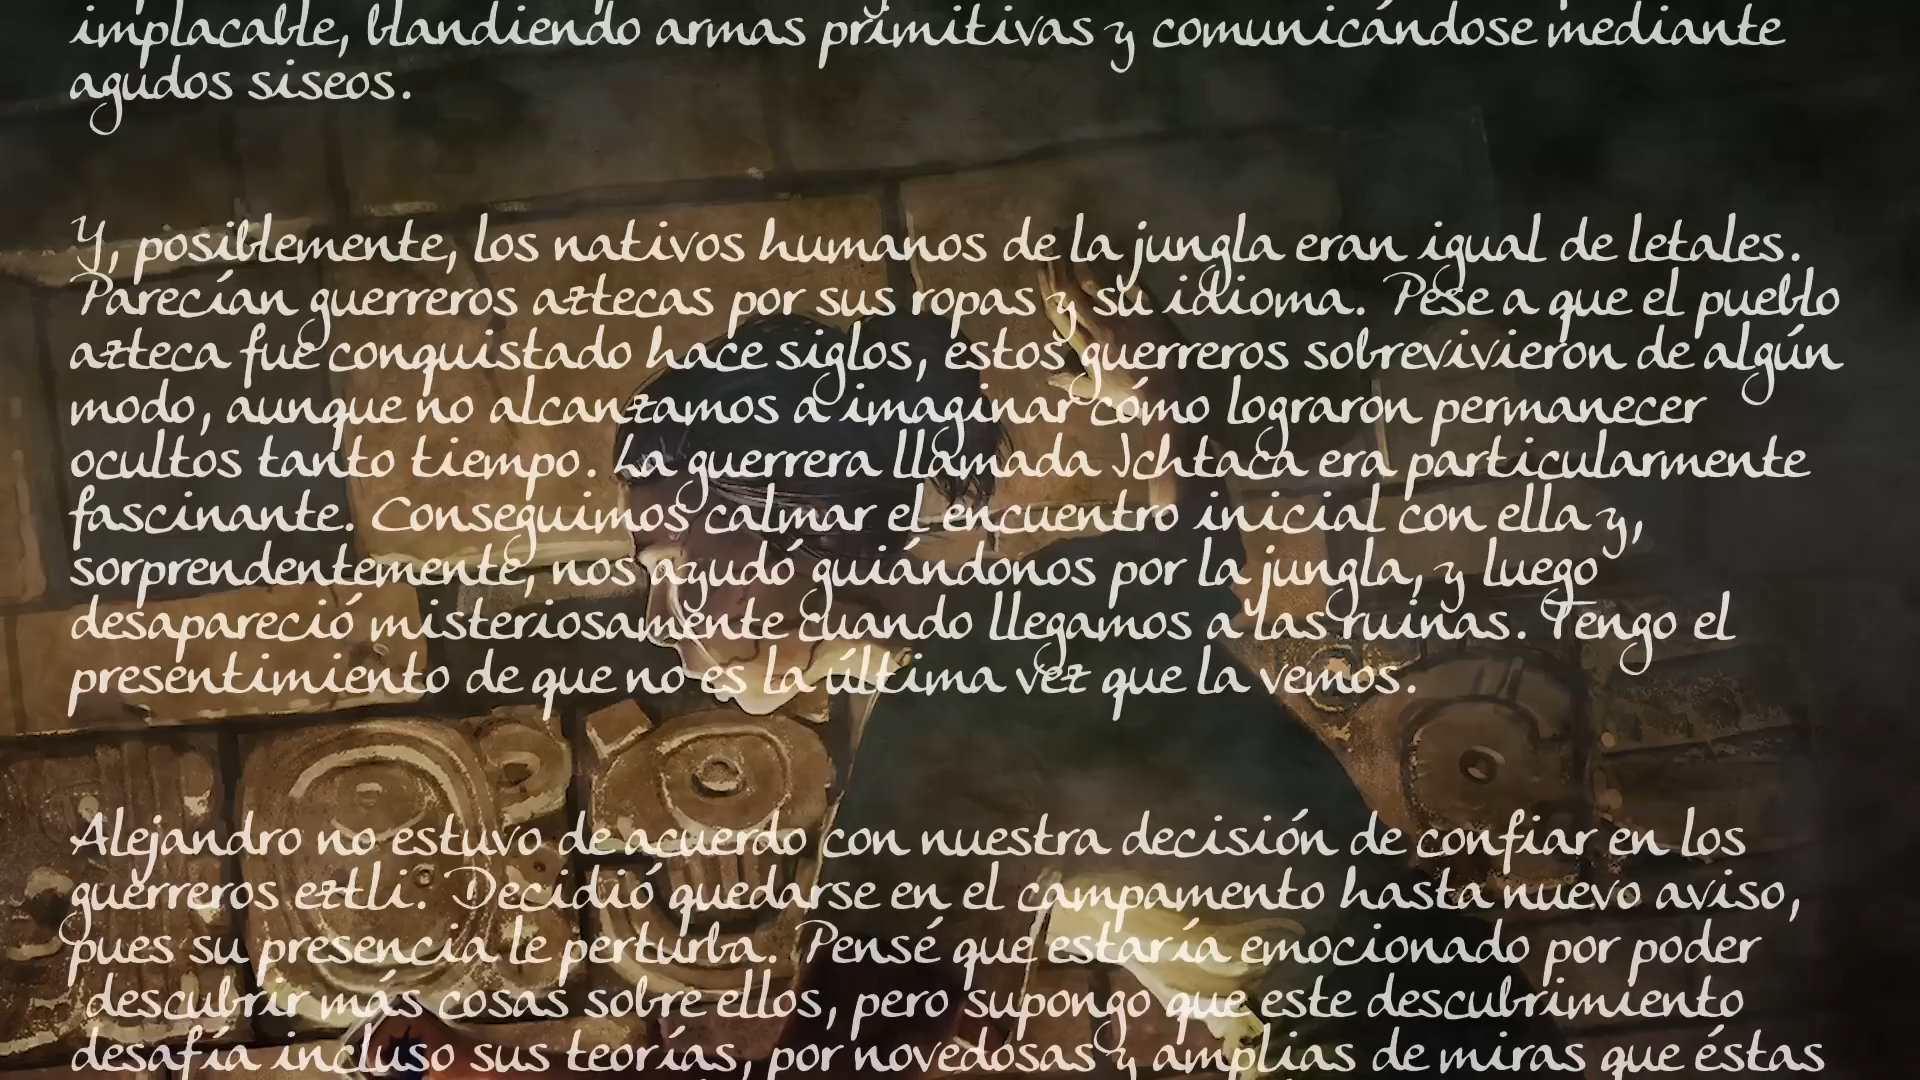 implacable, blandiendo armas primitivas y comunicándose mediante
agudos siseos.
Y, posiblemente, los nativos humanos de la jungla eran igual de letales.
Parecían guerreros aztecas por sus ropas y su idioma. Pese a que el pueblo
azteca fue conquistado hace siglos, estos guerreros sobrevivieron de algún
modo, aunque no alcanzamos a imaginar cómo lograron permanecer
ocultos tanto tiempo. La guerrera llamada Ichtaca era particularmente
fascinante. Conseguimos calmar el encuentro inicial con ella y,
sorprendentemente, nos ayudó guiándonos por la jungla, y luego
desapareció misteriosamente cuando llegamos a las ruinas. Tengo el
presentimiento de que no es la última vez que la vemos.
Alejandro no estuvo de acuerdo con nuestra decisión de confiar en los
guerreros eztli. Decidió quedarse en el campamento hasta nuevo aviso,
pues su presencia le perturba. Pensé que estaría emocionado por poder
descubrir más cosas sobre ellos, pero supongo que este descubrimiento
desafía incluso sus teorías, por novedosas y amplias de miras que éstas